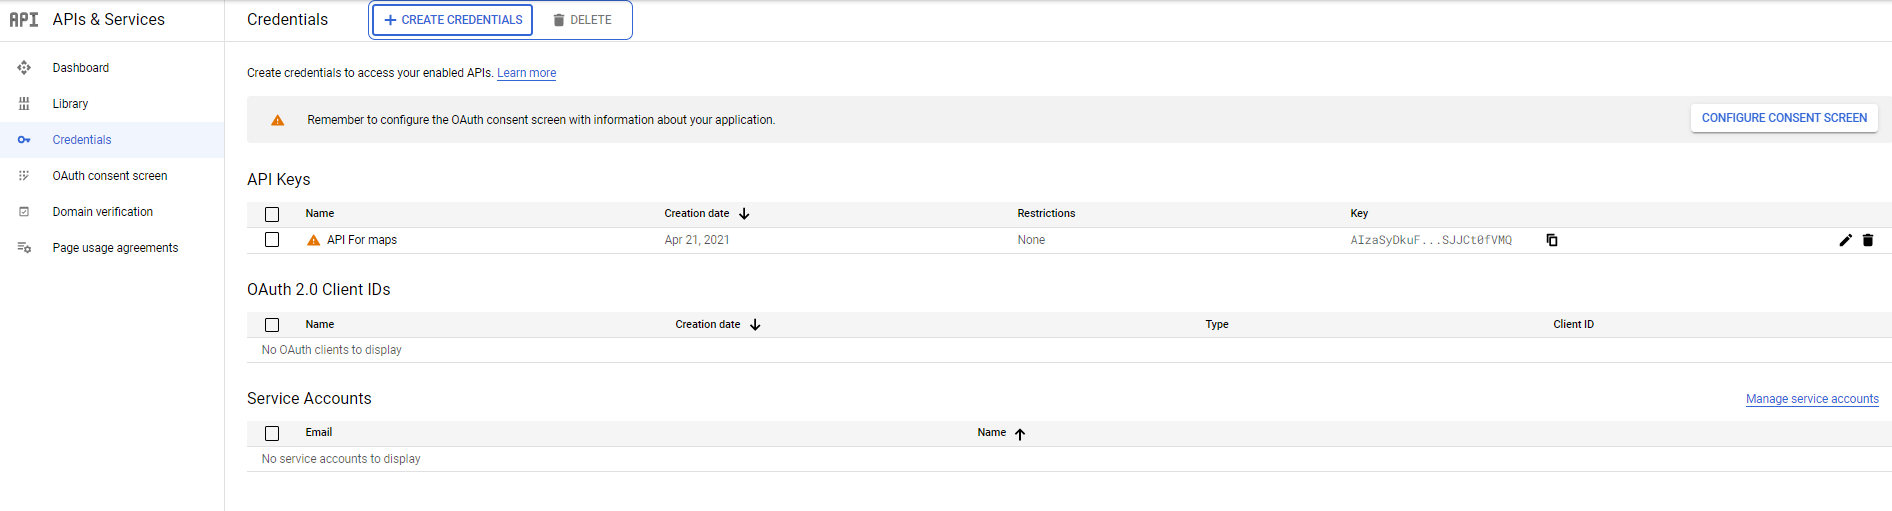 API APIs & Services
Credentials
+ CREATE CREDENTIALS
DELETE
Dashboard
Library
Credentials
OAuth consent screen
Domain verification
Page usage agreements
Create credentials to access your enabled APIs. Learn more
Remember to configure the OAuth consent screen with information about your application.
CONFIGURE CONSENT SCREEN
API Keys
Name Creation date Restrictions Key
API For maps Apr 21, 2021 None AIzaSyDkuF...SJJCt0fVMQ
OAuth 2.0 Client IDs
Name Creation date Type Client ID
No OAuth clients to display
Service Accounts
Manage service accounts
Email Name
No service accounts to display